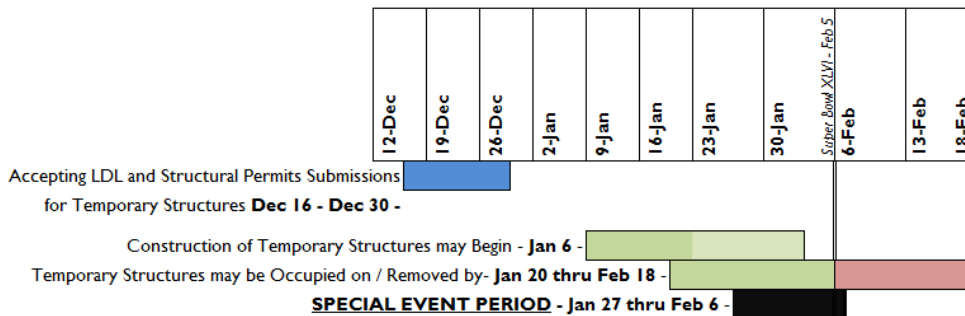 12-Dec
19-Dec
26-Dec
2-Jan
9-Jan
16-Jan
23-Jan
30-Jan
Super Bowl XLVI - Feb 5
6-Feb
13-Feb
18-Feb
Accepting LDL and Structural Permits Submissions
for Temporary Structures Dec 16 - Dec 30 -
Construction of Temporary Structures may Begin - Jan 6 -
Temporary Structures may be Occupied on / Removed by- Jan 20 thru Feb 18 -
SPECIAL EVENT PERIOD - Jan 27 thru Feb 6 -